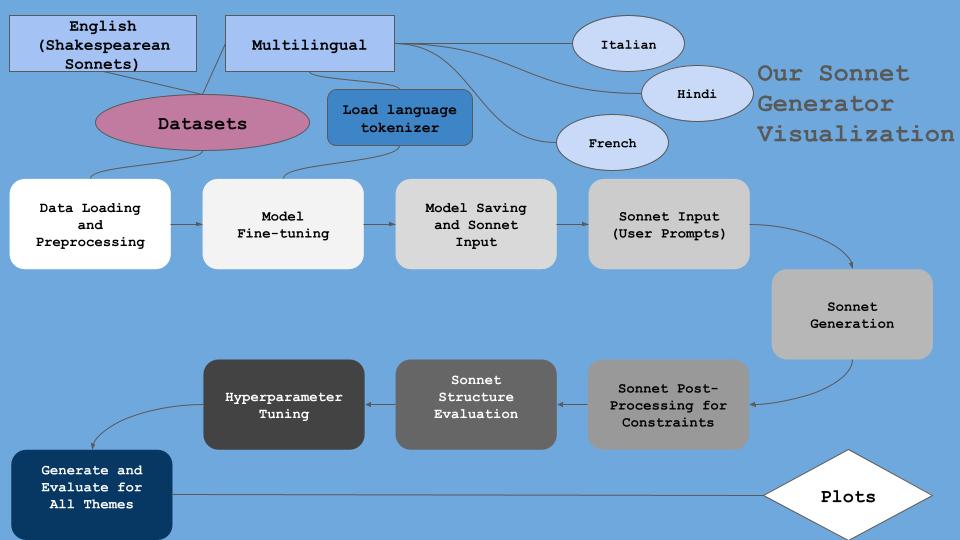 English
(Shakespearean
Sonnets)
Multilingual
Italian
Hindi
French
Our Sonnet
Generator
Visualization
Datasets
Load language
tokenizer
Data Loading
and
Preprocessing
Model
Fine-tuning
Model Saving
and Sonnet
Input
Sonnet Input
(User Prompts)
Sonnet
Generation
Sonnet Post-
Processing for
Constraints
Sonnet
Structure
Evaluation
Hyperparameter
Tuning
Generate and
Evaluate for
All Themes
Plots